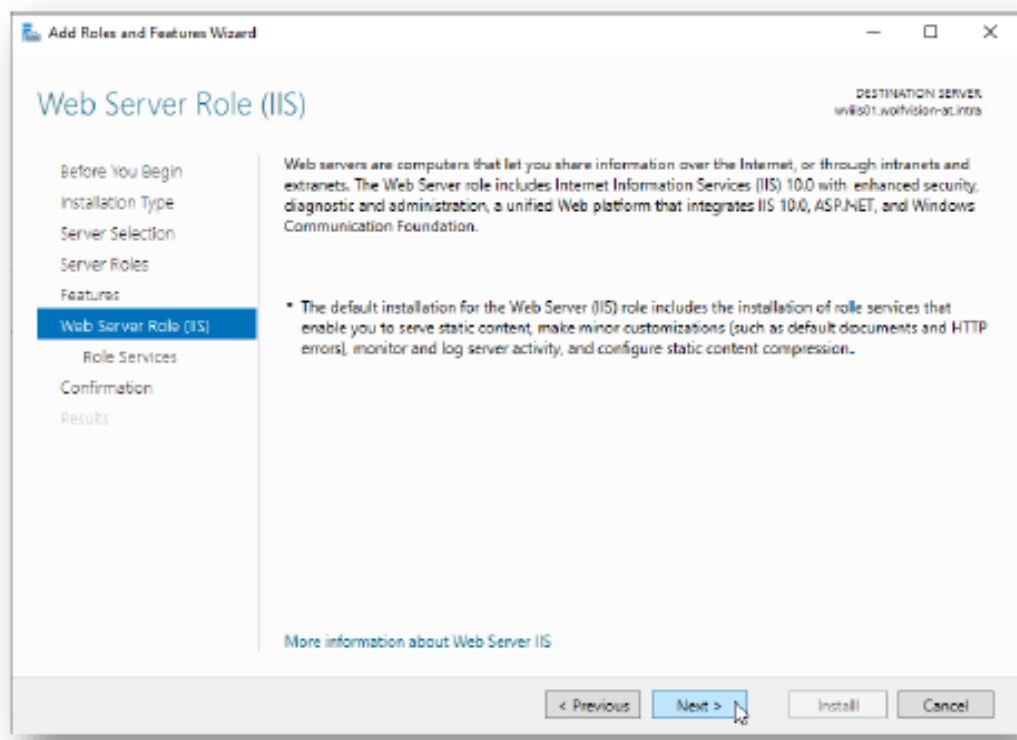 Add Roles and Features Wizard
Web Server Role (IIS)
DESTINATION SERVER
wviis01.wolfvision-at.intra
Before You Begin
Installation Type
Server Selection
Server Roles
Features
Web Server Role (IIS)
Role Services
Confirmation
Results
Web servers are computers that let you share information over the Internet, or through intranets and
extranets. The Web Server role includes Internet Information Services (IIS) 10.0 with enhanced security,
diagnostic and administration, a unified Web platform that integrates IIS 10.0, ASP.NET, and Windows
Communication Foundation.
• The default installation for the Web Server (IIS) role includes the installation of role services that
enable you to serve static content, make minor customizations (such as default documents and HTTP
errors), monitor and log server activity, and configure static content compression.
More information about Web Server IIS
< Previous
Next >
Install
Cancel